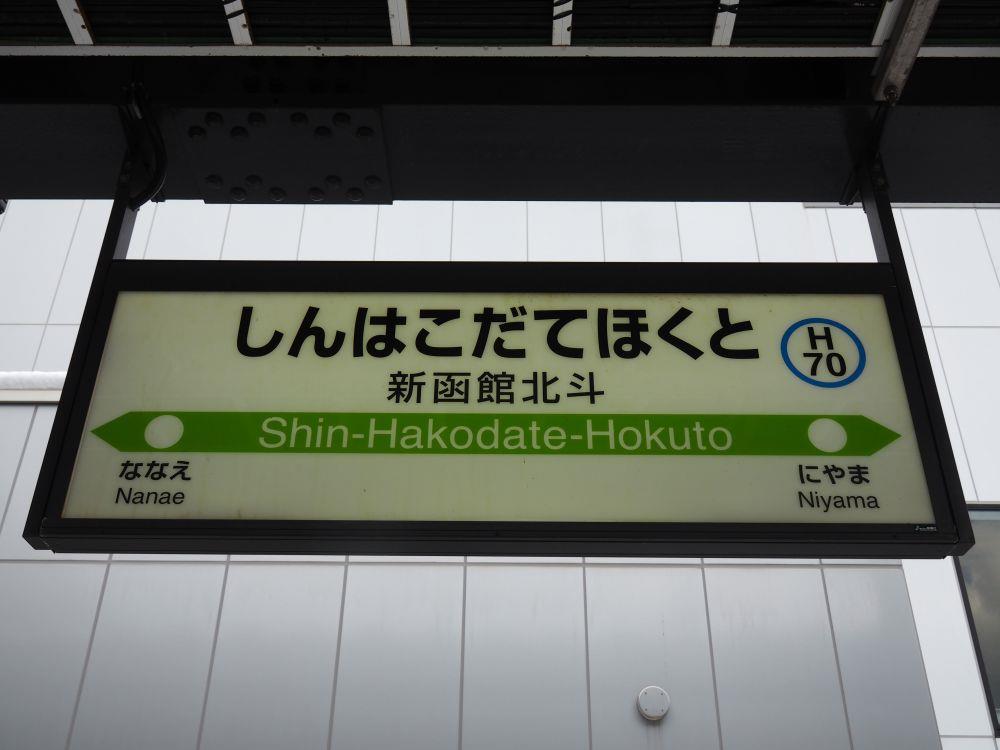 しんはこだてほくと
H
70
新函館北斗
Shin-Hakodate-Hokuto
ななえ
Nanae
にやま
Niyama